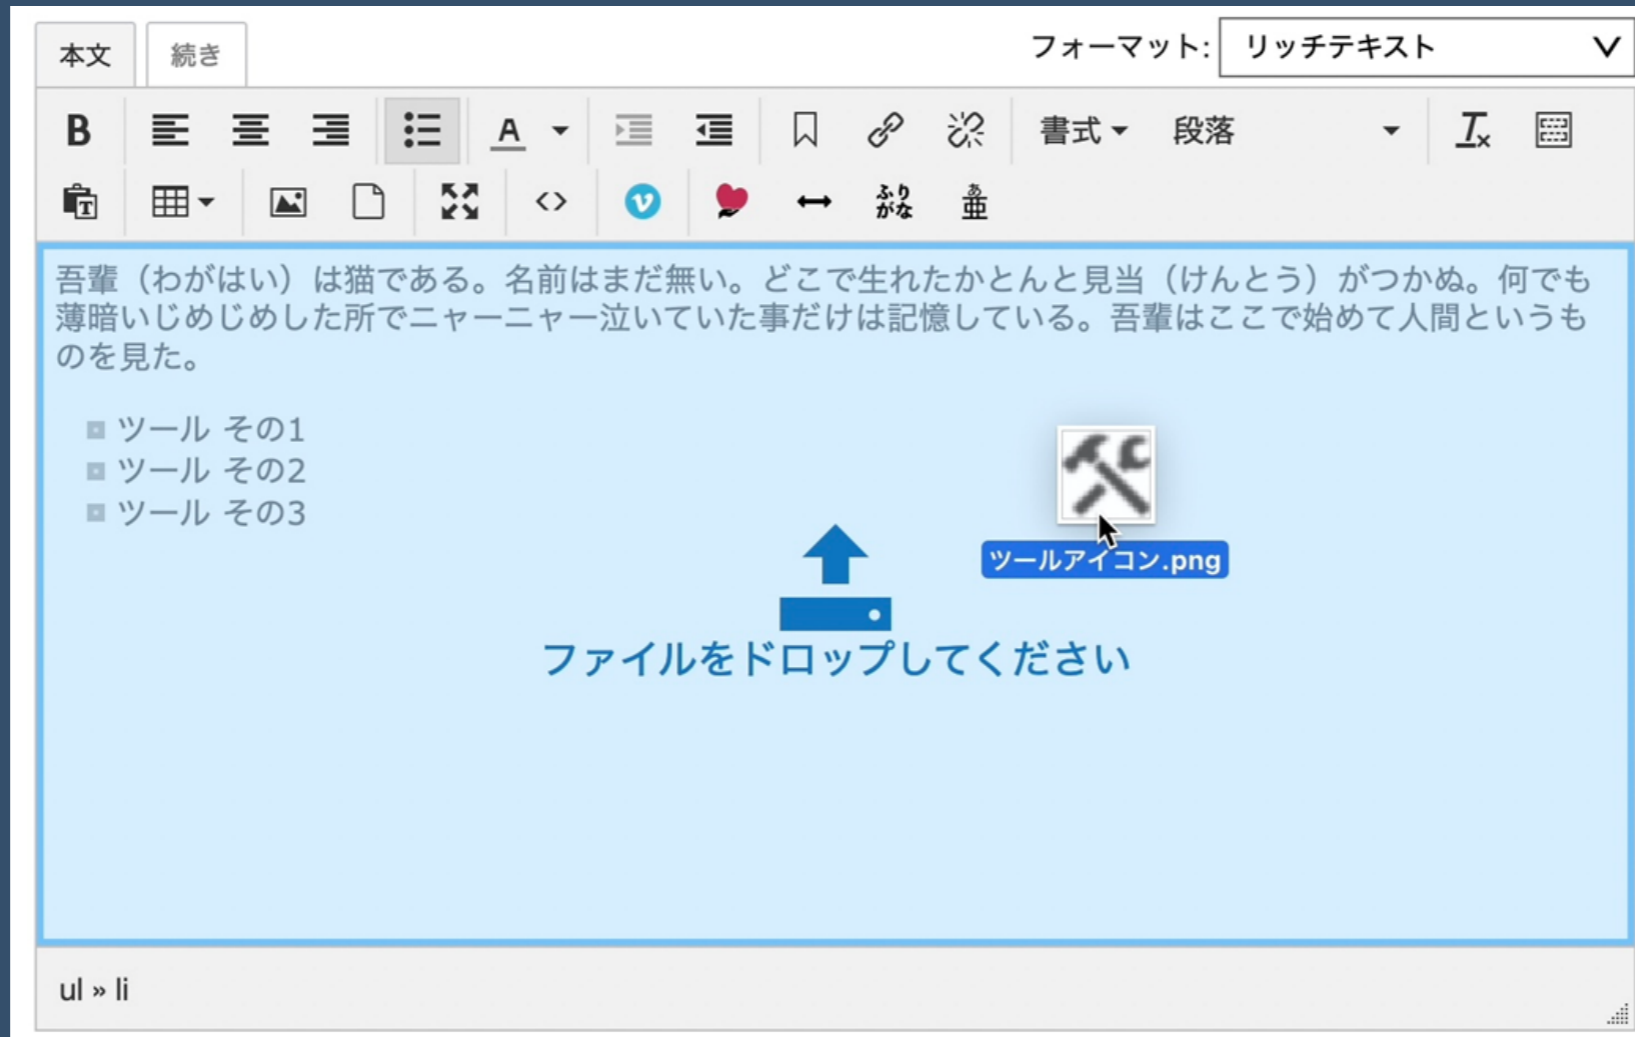 本文
続き
フォーマット:
リッチテキスト
B
A
書式
段落
Tx
T
<>
v
ふり
がな
あ
亜
吾輩（わがはい）は猫である。名前はまだ無い。どこで生れたかとんと見当（けんとう）がつかぬ。何でも
薄暗いじめじめした所でニャーニャー泣いていた事だけは記憶している。吾輩はここで始めて人間というも
のを見た。
ツール その1
ツール その2
ツール その3
ツールアイコン.png
ファイルをドロップしてください
ul » li